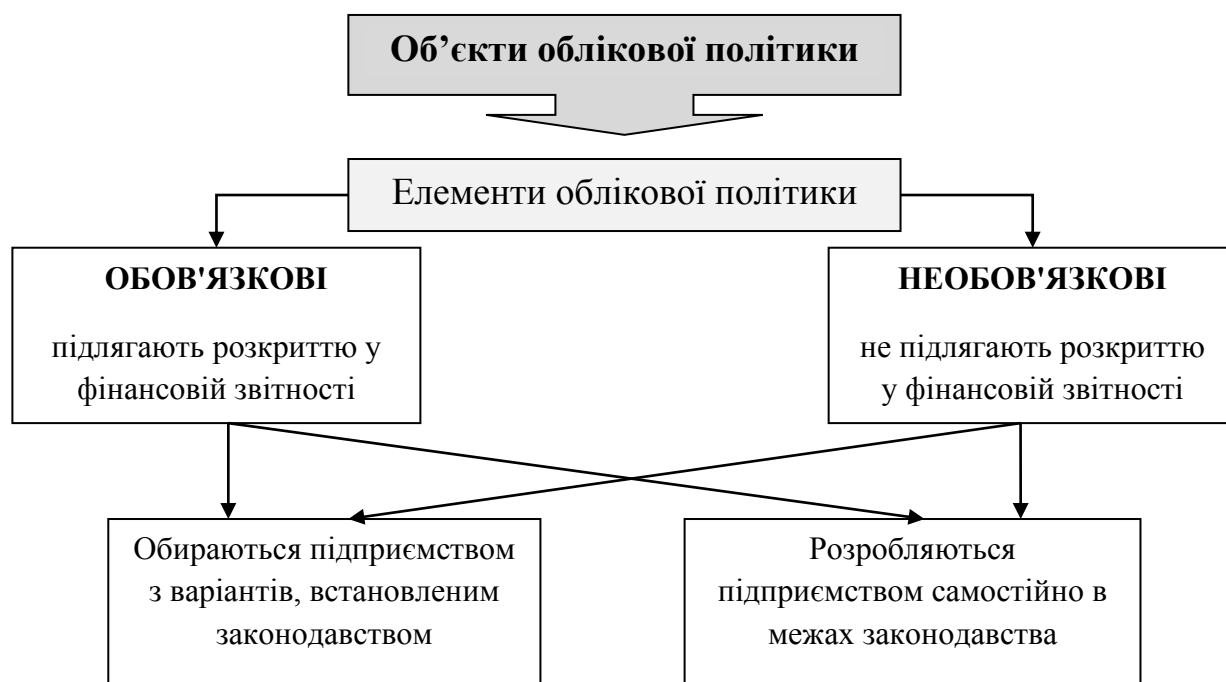 Об’єкти облікової політики
Елементи облікової політики
ОБОВ'ЯЗКОВІ
підлягають розкриттю у
фінансовій звітності
НЕОБОВ'ЯЗКОВІ
не підлягають розкриттю
у фінансовій звітності
Обираються підприємством
з варіантів, встановленим
законодавством
Розробляються
підприємством самостійно в
межах законодавства